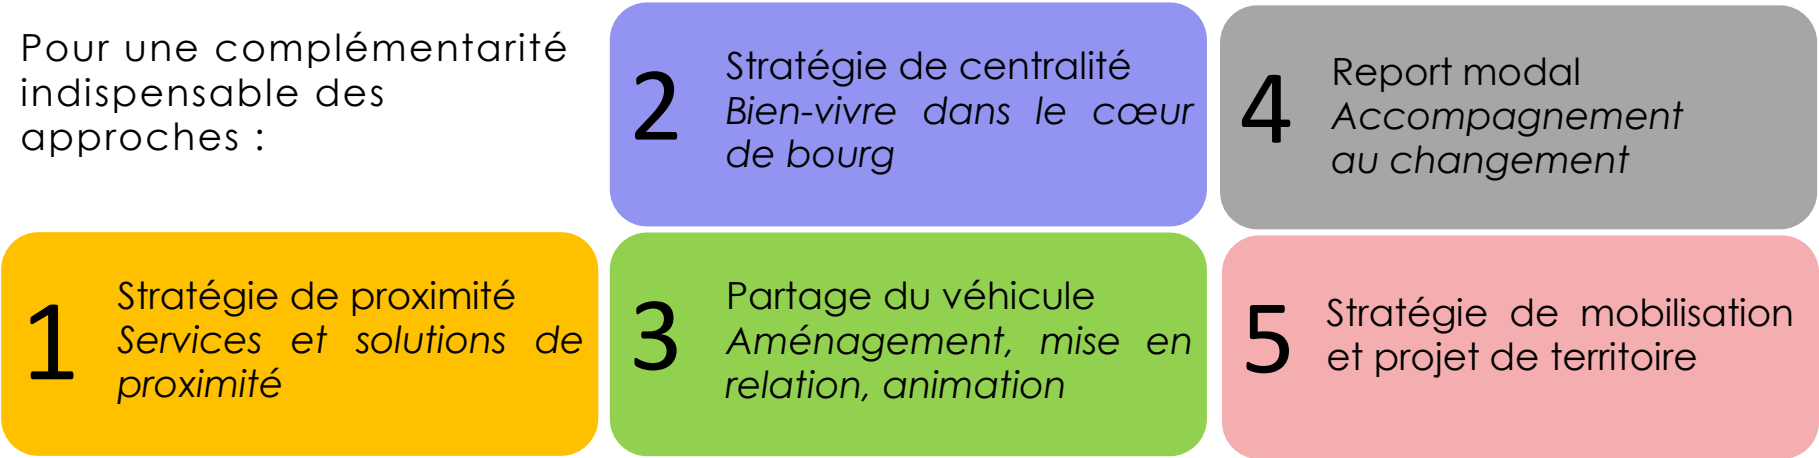 Pour une complémentarité
indispensable des
approches :
1
Stratégie de proximité
Services et solutions de
proximité
2
Stratégie de centralité
Bien-vivre dans le cœur
de bourg
3
Partage du véhicule
Aménagement, mise en
relation, animation
4
Report modal
Accompagnement
au changement
5
Stratégie de mobilisation
et projet de territoire